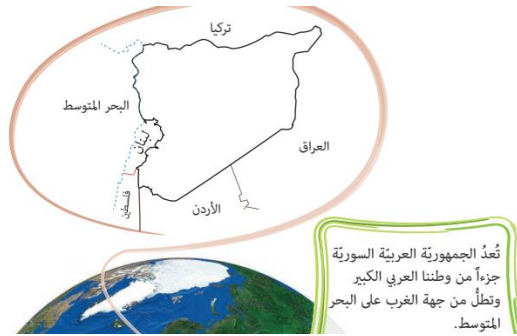 تركيا
البحر المتوسط
لبنان
العراق
فلسطين
الأردن
تُعدُ الجمهوريّة العربيّة السوريّة
جزءاً من وطننا العربي الكبير
وتطلُّ من جهة الغرب على البحر
المتوسط.